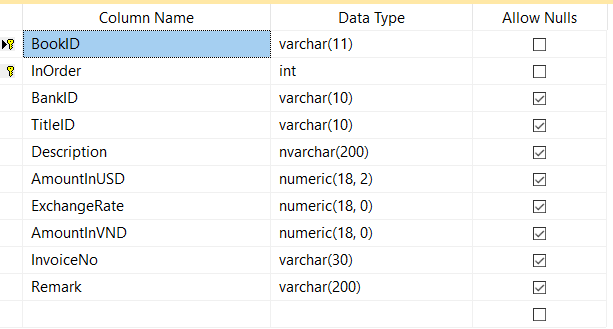 Column Name Data Type Allow Nulls
BookID varchar(11)
InOrder int
BankID varchar(10)
TitleID varchar(10)
Description nvarchar(200)
AmountInUSD numeric(18, 2)
ExchangeRate numeric(18, 0)
AmountInVND numeric(18, 0)
InvoiceNo varchar(30)
Remark varchar(200)